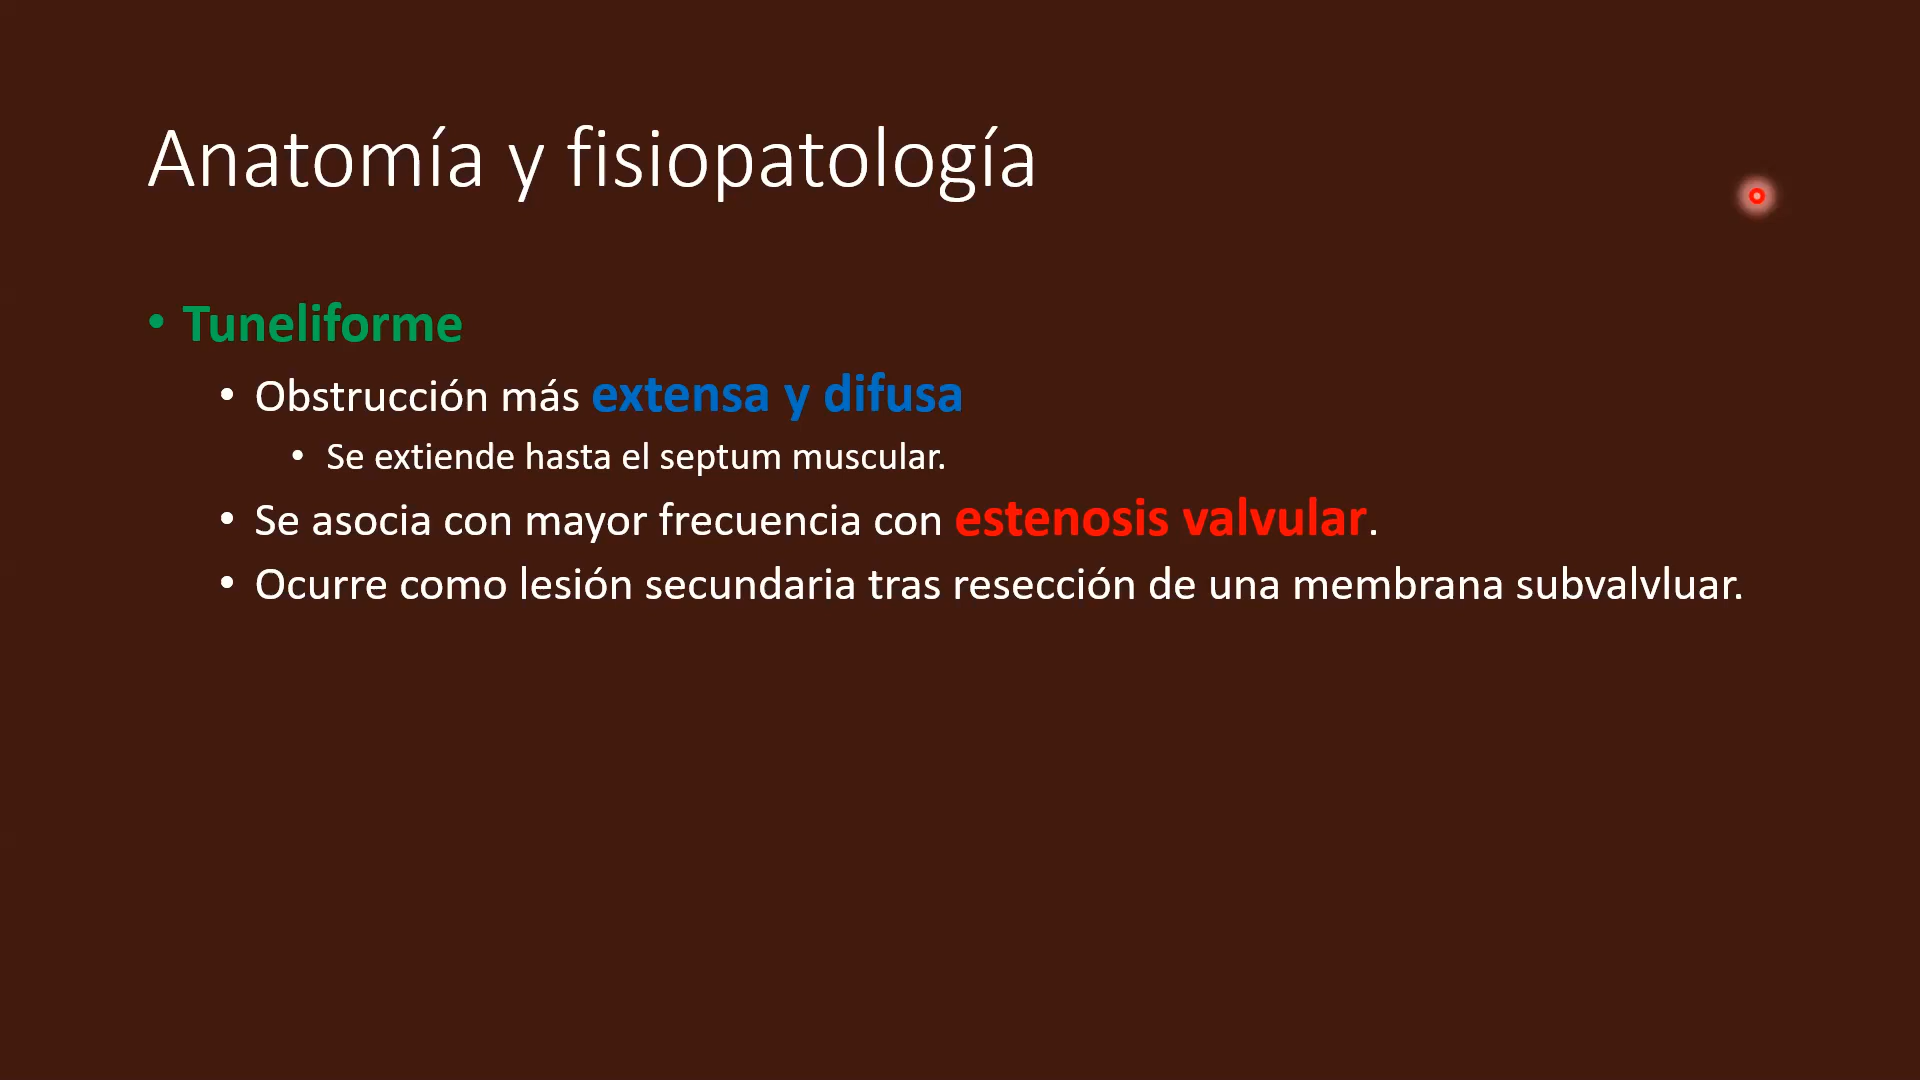 Anatomía y fisiopatología
• Tuneliforme
• Obstrucción más extensa y difusa
• Se extiende hasta el septum muscular.
• Se asocia con mayor frecuencia con estenosis valvular.
• Ocurre como lesión secundaria tras resección de una membrana subvalvluar.